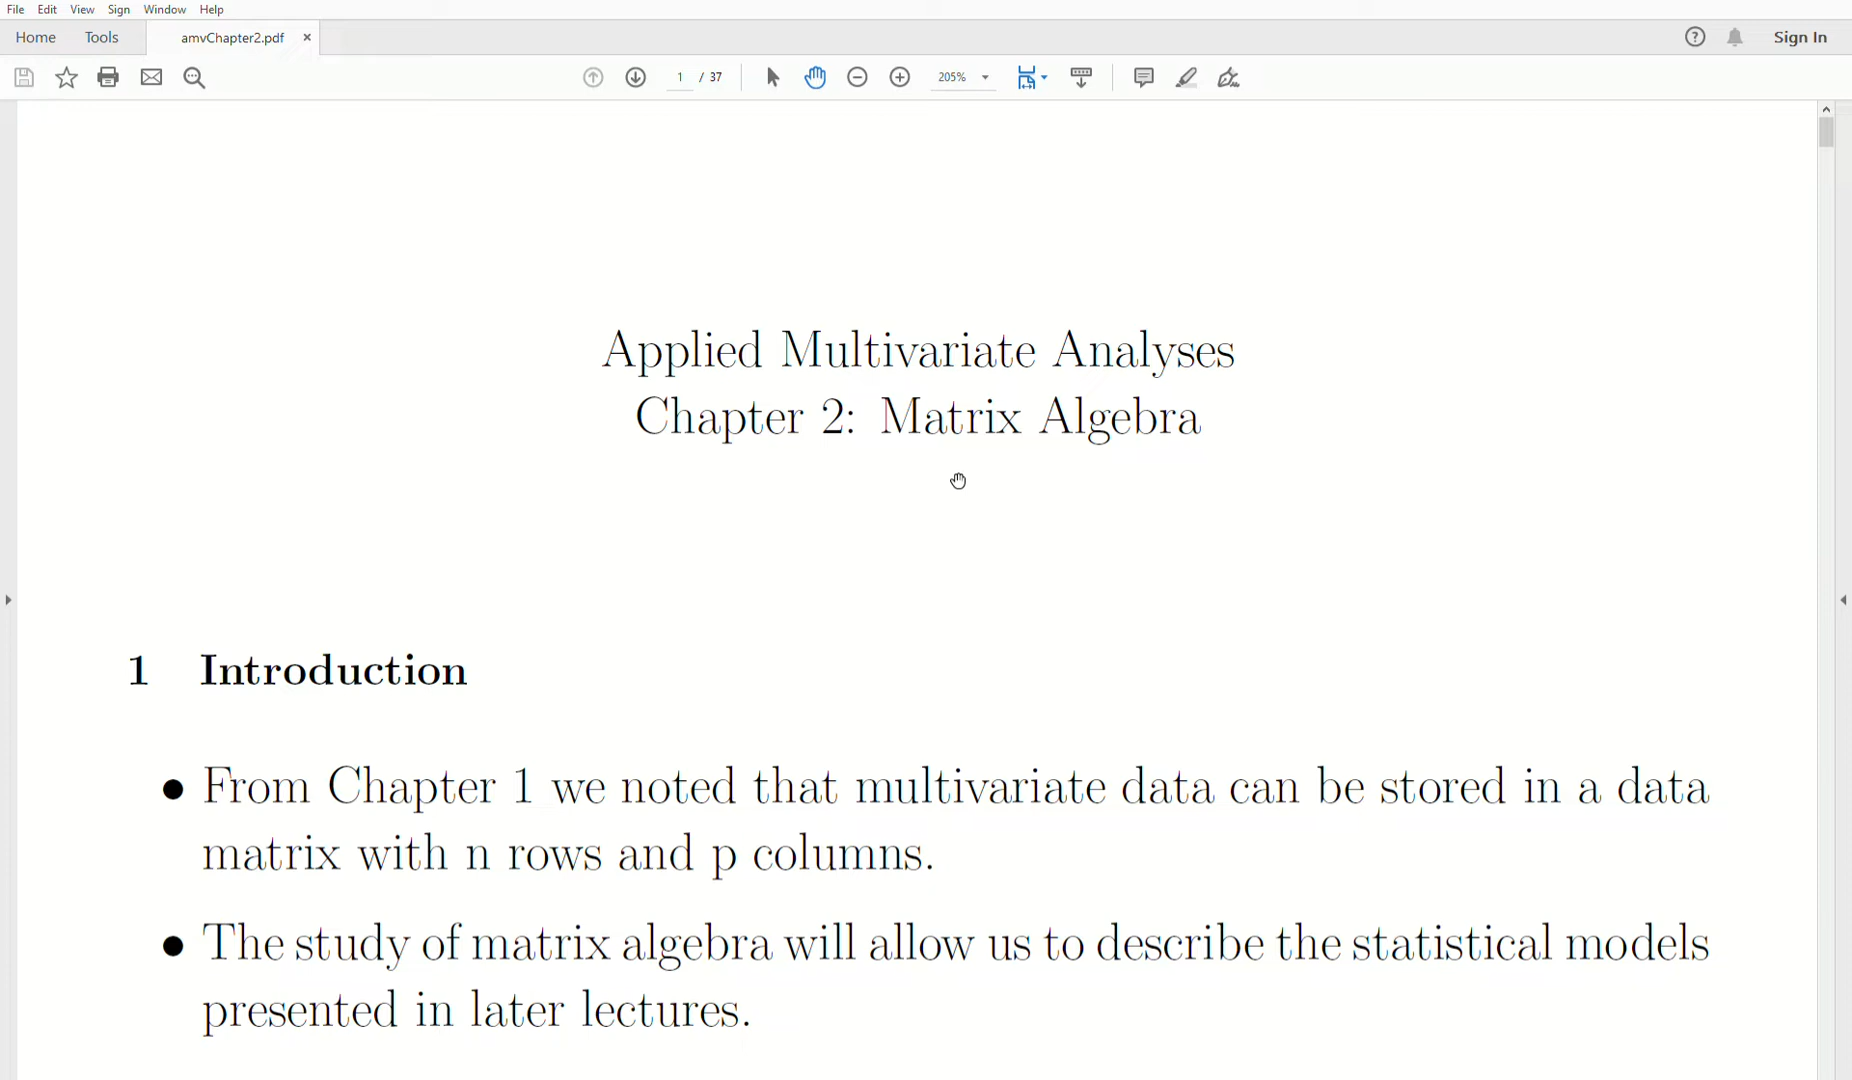 File Edit View Sign Window Help
Home Tools amvChapter2.pdf × Sign In
1 / 37 205%
Applied Multivariate Analyses
Chapter 2: Matrix Algebra
1 Introduction
• From Chapter 1 we noted that multivariate data can be stored in a data
matrix with n rows and p columns.
• The study of matrix algebra will allow us to describe the statistical models
presented in later lectures.